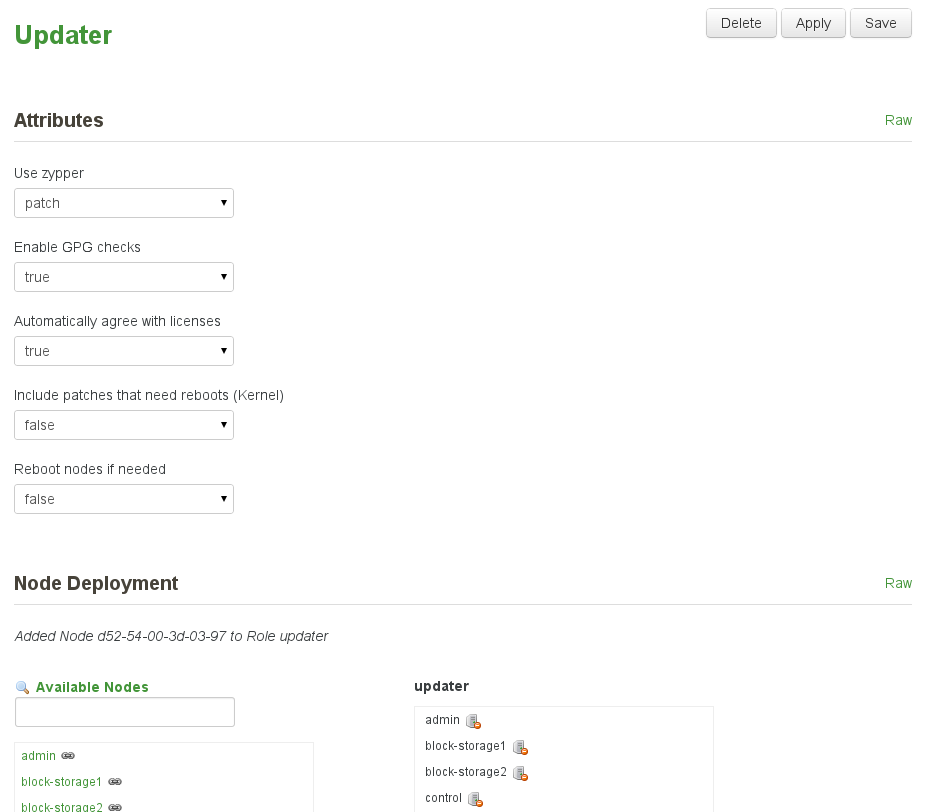 Updater
Delete
Apply
Save
Attributes
Raw
Use zypper
patch
Enable GPG checks
true
Automatically agree with licenses
true
Include patches that need reboots (Kernel)
false
Reboot nodes if needed
false
Node Deployment
Raw
Added Node d52-54-00-3d-03-97 to Role updater
Available Nodes
admin
block-storage1
block-storage2
updater
admin
block-storage1
block-storage2
control